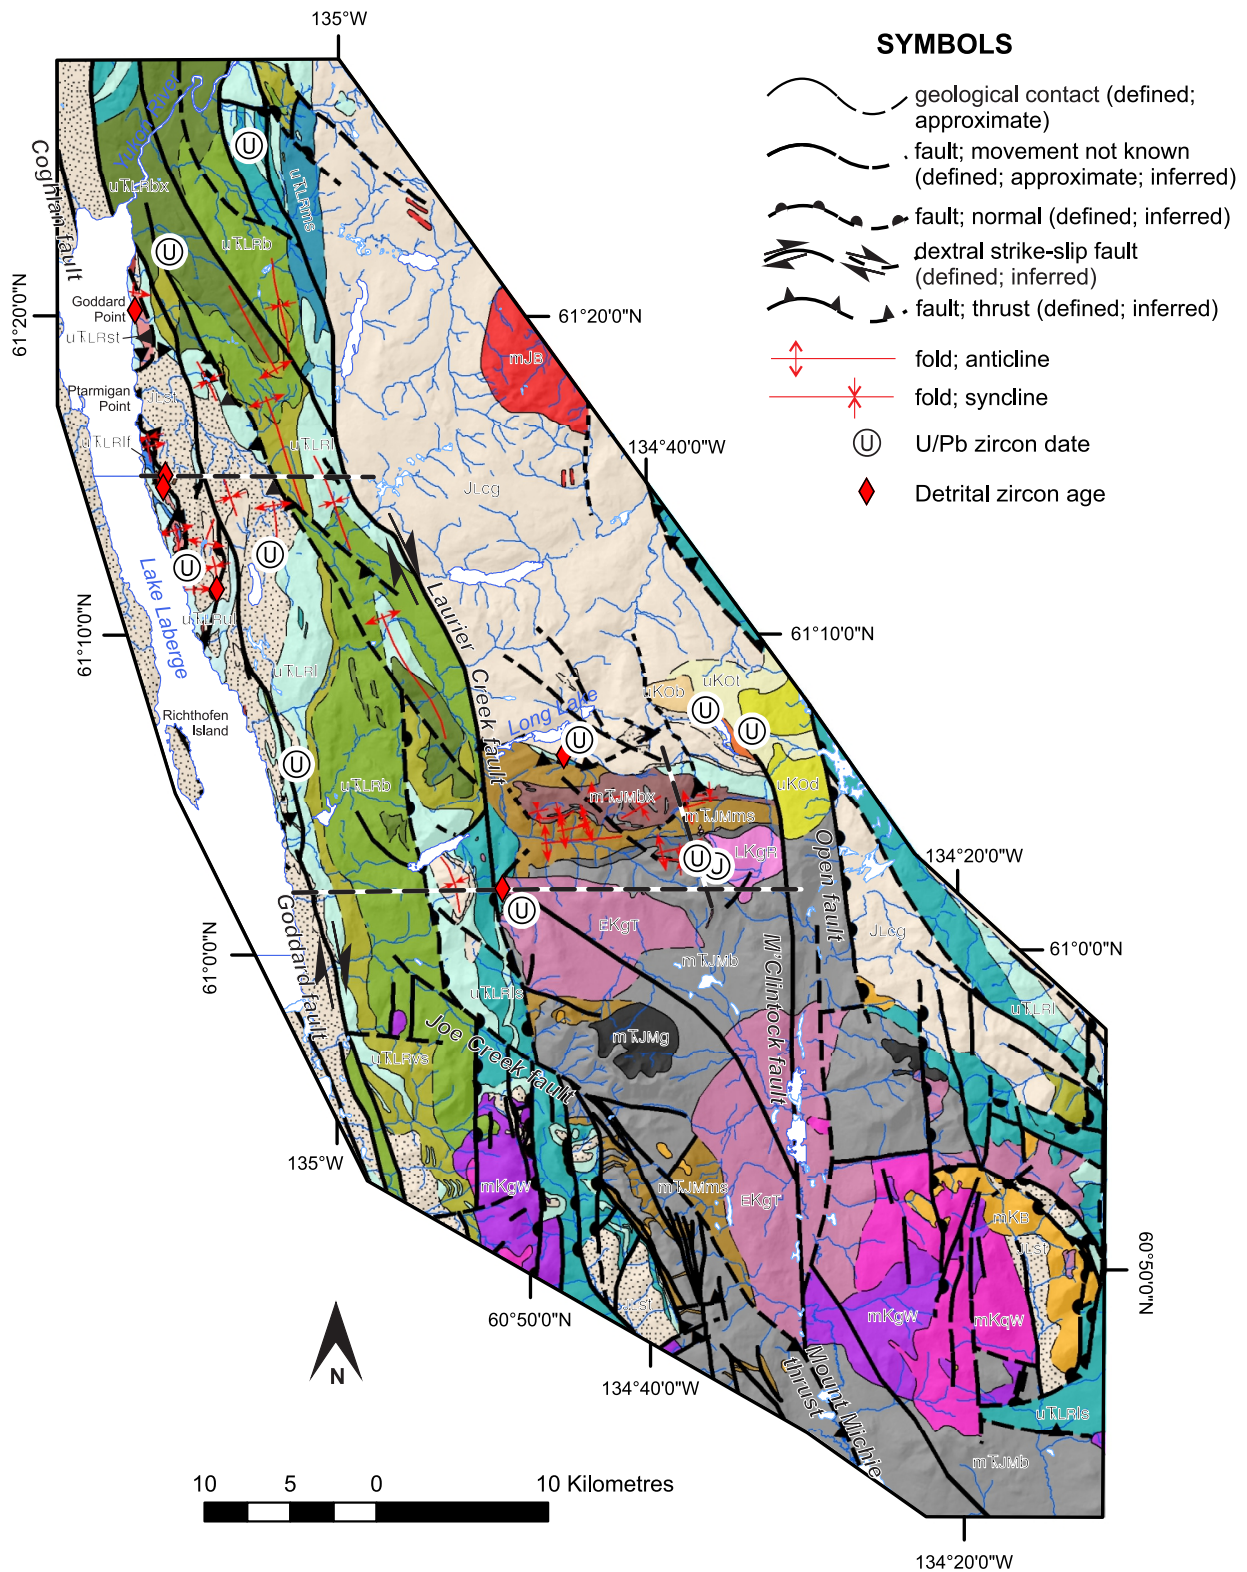 135°W
SYMBOLS
geological contact (defined;
approximate)
fault; movement not known
(defined; approximate; inferred)
fault; normal (defined; inferred)
dextral strike-slip fault
(defined; inferred)
fault; thrust (defined; inferred)
fold; anticline
fold; syncline
U
U/Pb zircon date
Detrital zircon age
Yukon River
Coghlan fault
uTLRbx
U
uTLRms
uTLRb
U
61°20'0"N
Goddard
Point
uTLRst
61°20'0"N
mJB
Ptarmigan
Point
JLst
uTLRlf
uTLRl
134°40'0"W
JLcg
U
U
Lake Laberge
uTLRul
61°10'0"N
Laurier Creek fault
61°10'0"N
uTLRl
uKOt
uKOb
Long Lake
Richthofen
Island
U
U
U
U
uTLRb
uKOd
mTJMbx
mTJMms
LKgR
U
J
Open fault
134°20'0"W
Goddard fault
U
EKgT
JLcg
61°0'0"N
mTJMb
M'Clintock fault
61°0'0"N
uTLRls
uTLRl
Joe Creek fault
mTJMg
uTLRvs
135°W
mKgW
mTJMms
EKgT
mKB
JLst
60°50'0"N
JLst
60°50'0"N
mKgW
mKqW
N
134°40'0"W
Mount Michie
thrust
uTLRls
mTJMb
10 5 0 10 Kilometres
134°20'0"W